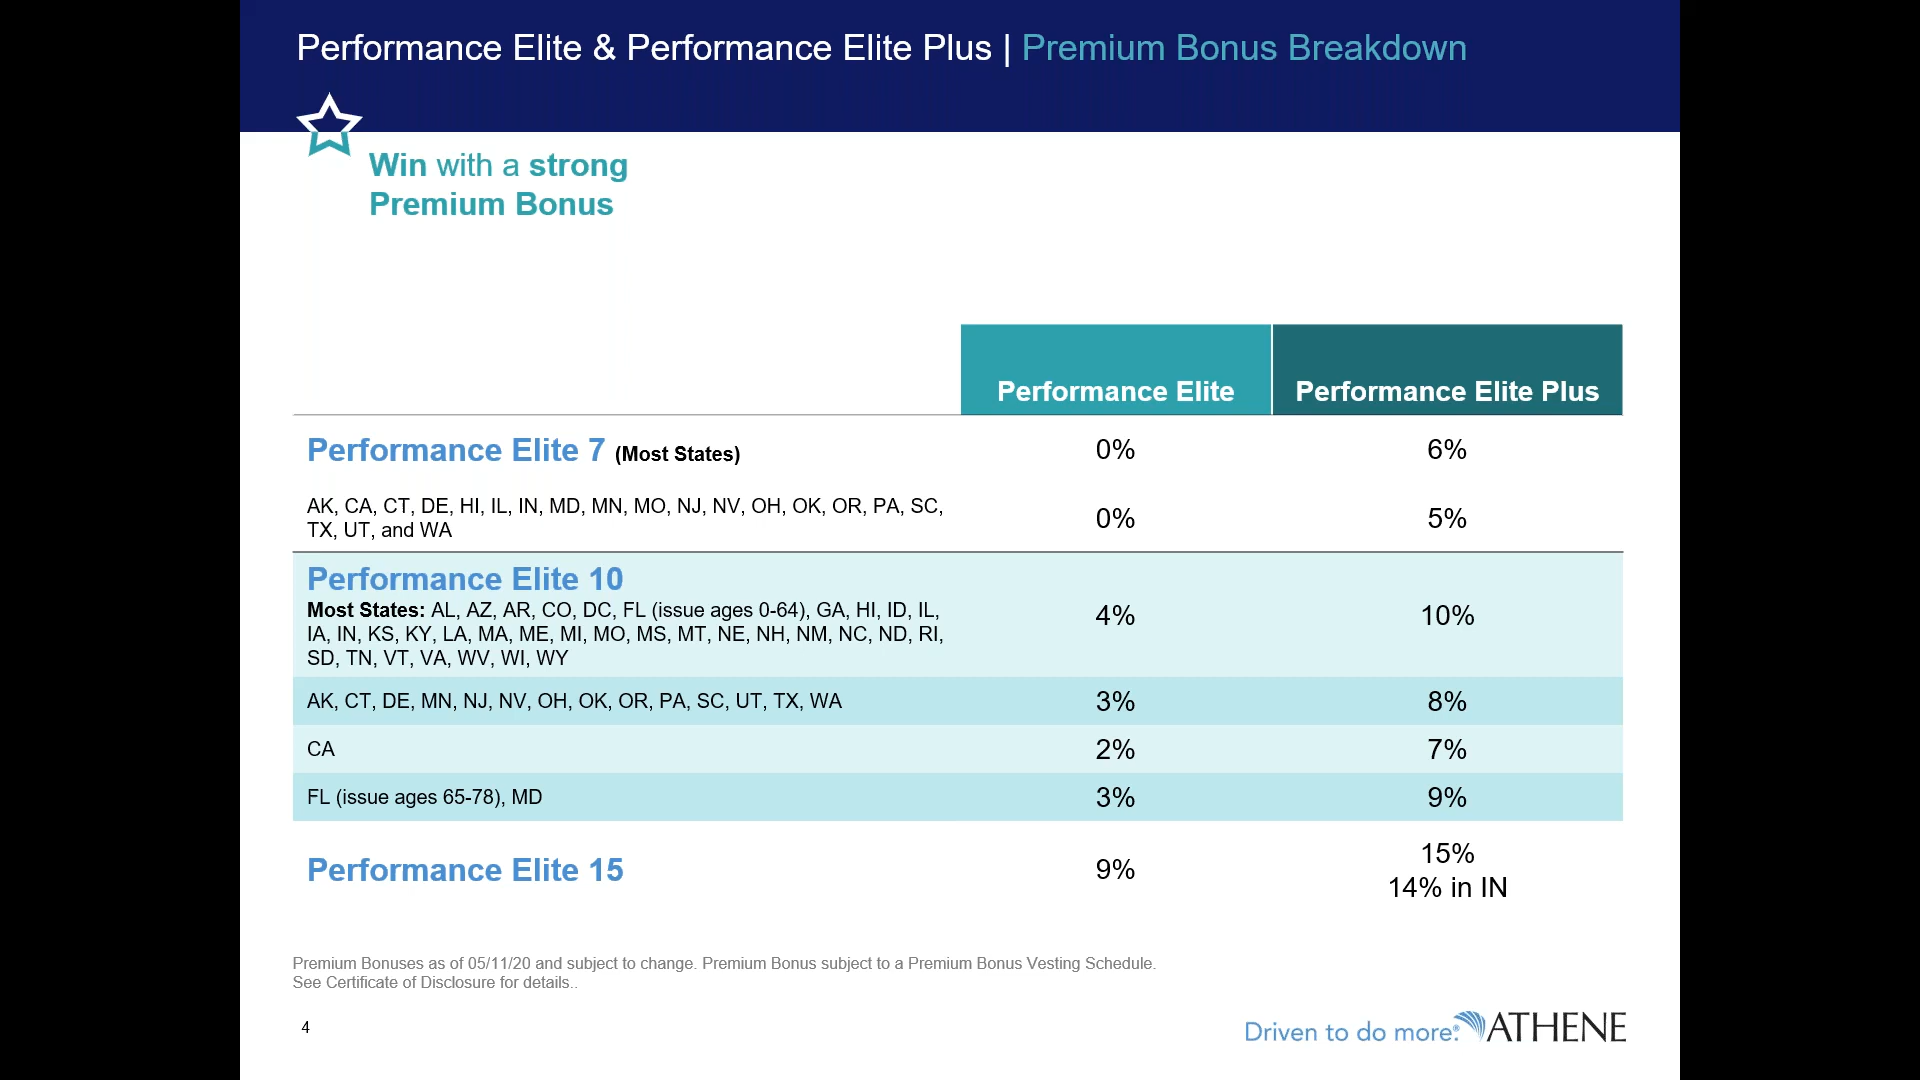 Performance Elite & Performance Elite Plus | Premium Bonus Breakdown
Win with a strong
Premium Bonus
Performance Elite Performance Elite Plus
Performance Elite 7 (Most States) 0% 6%
AK, CA, CT, DE, HI, IL, IN, MD, MN, MO, NJ, NV, OH, OK, OR, PA, SC,
TX, UT, and WA
0% 5%
Performance Elite 10
Most States: AL, AZ, AR, CO, DC, FL (issue ages 0-64), GA, HI, ID, IL,
IA, IN, KS, KY, LA, MA, ME, MI, MO, MS, MT, NE, NH, NM, NC, ND, RI,
SD, TN, VT, VA, WV, WI, WY
4% 10%
AK, CT, DE, MN, NJ, NV, OH, OK, OR, PA, SC, UT, TX, WA 3% 8%
CA 2% 7%
FL (issue ages 65-78), MD 3% 9%
Performance Elite 15 9%
15%
14% in IN
Premium Bonuses as of 05/11/20 and subject to change. Premium Bonus subject to a Premium Bonus Vesting Schedule.
See Certificate of Disclosure for details..
4
Driven to do more.® ATHENE